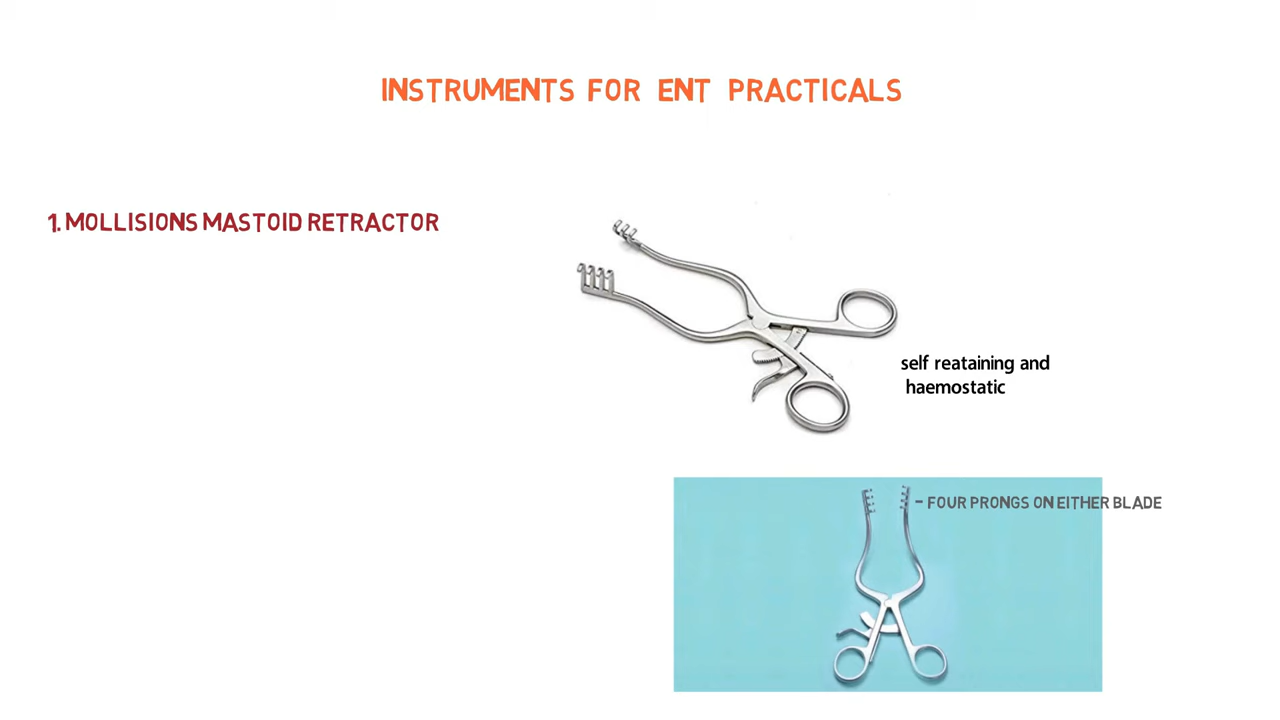 INSTRUMENTS FOR ENT PRACTICALS
1. MOLLISIONS MASTOID RETRACTOR
self reataining and
haemostatic
- FOUR PRONGS ON EITHER BLADE